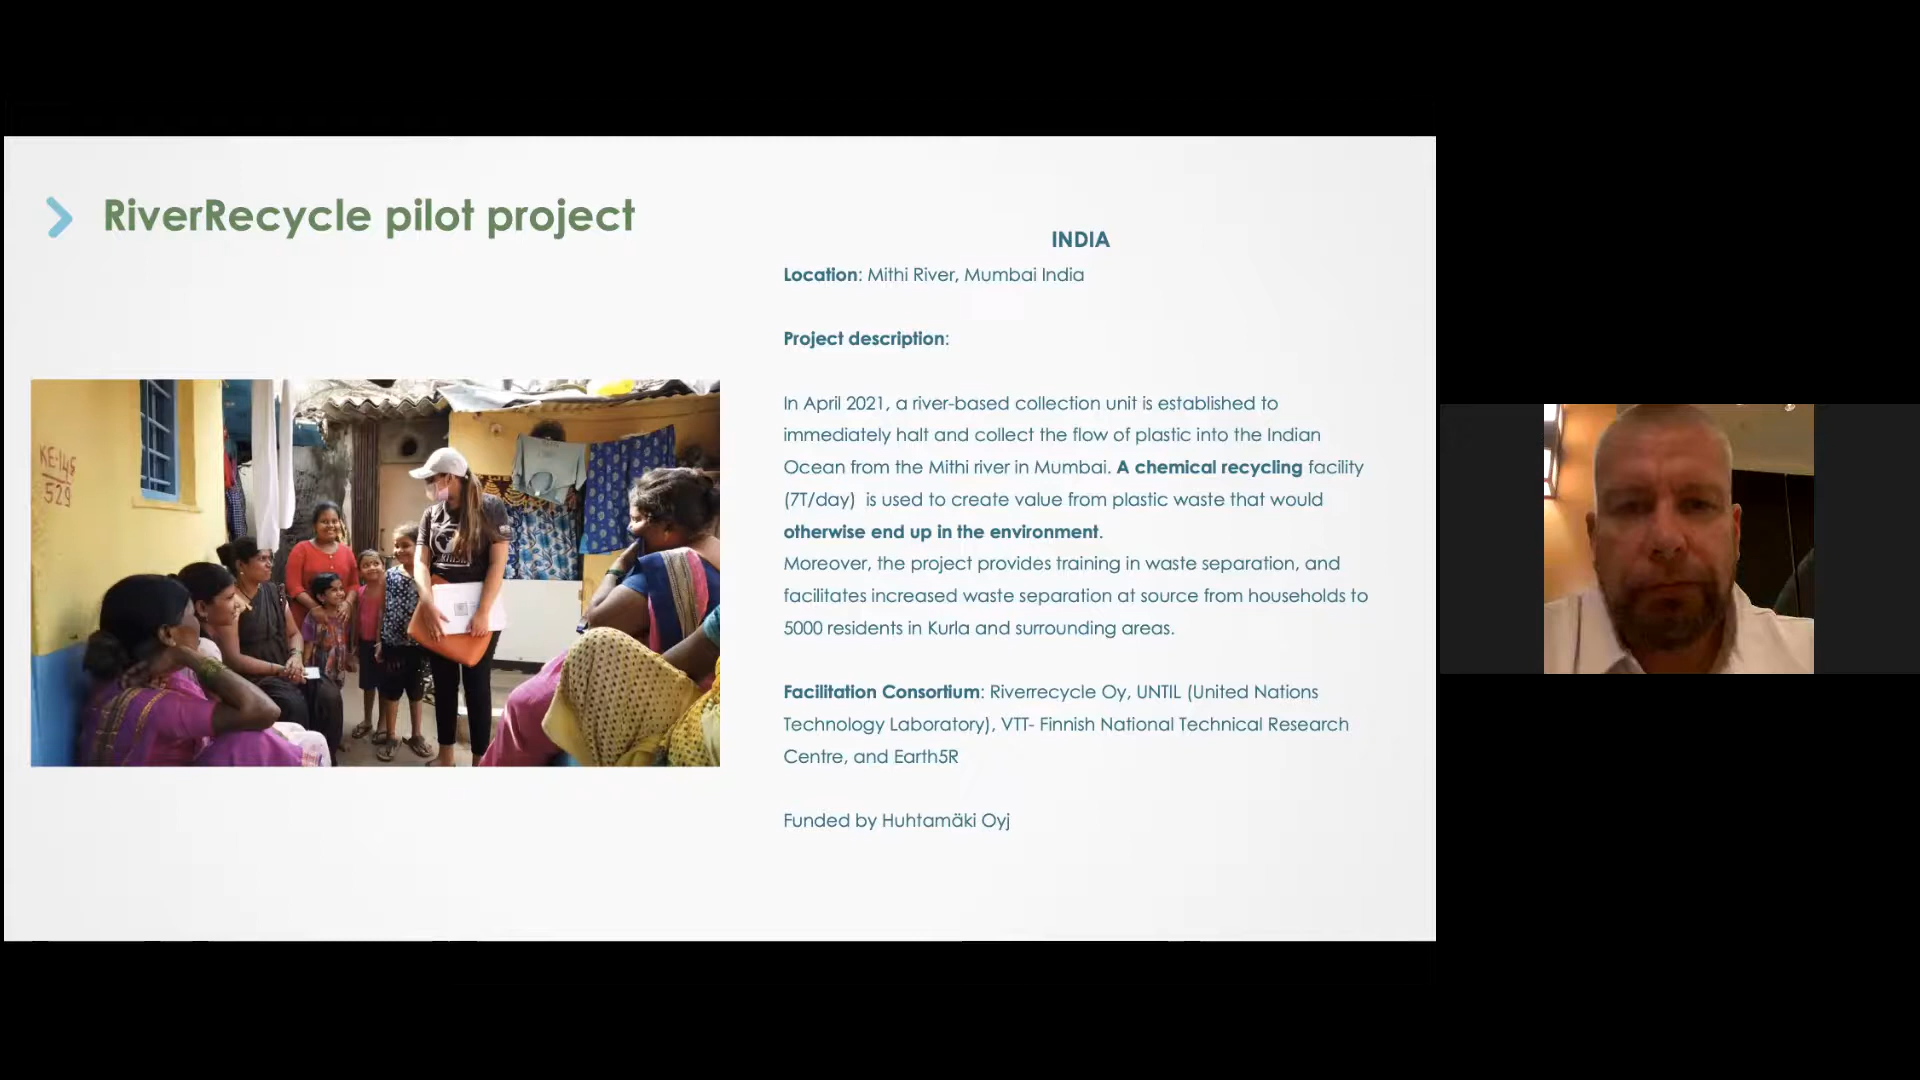 RiverRecycle pilot project
INDIA
Location: Mithi River, Mumbai India
Project description:
In April 2021, a river-based collection unit is established to
immediately halt and collect the flow of plastic into the Indian
Ocean from the Mithi river in Mumbai. A chemical recycling facility
(7T/day)  is used to create value from plastic waste that would
otherwise end up in the environment.
Moreover, the project provides training in waste separation, and
facilitates increased waste separation at source from households to
5000 residents in Kurla and surrounding areas.
Facilitation Consortium: Riverrecycle Oy, UNTIL (United Nations
Technology Laboratory), VTT- Finnish National Technical Research
Centre, and Earth5R
Funded by Huhtamäki Oyj
KE-145
529